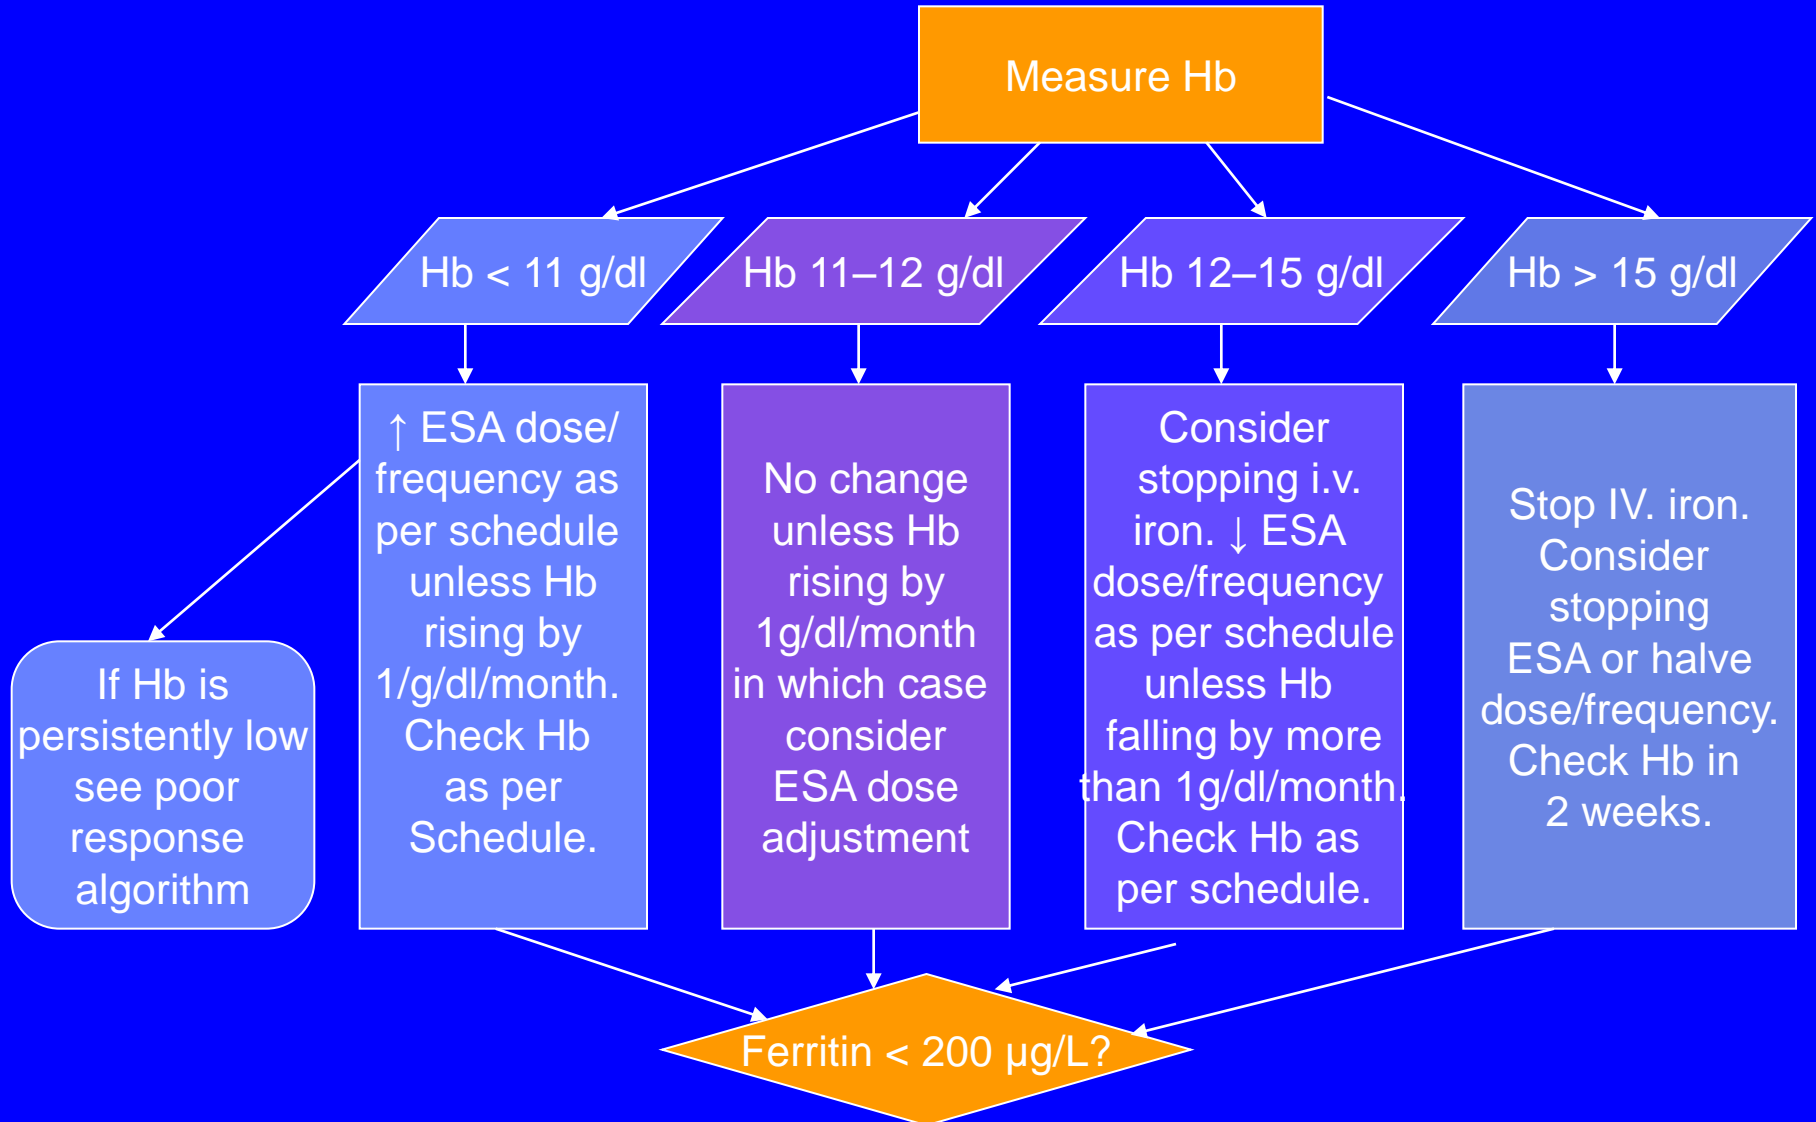 Measure Hb
Hb < 11 g/dl
Hb 11–12 g/dl
Hb 12–15 g/dl
Hb > 15 g/dl
↑ ESA dose/
frequency as
per schedule
unless Hb
rising by
1/g/dl/month.
Check Hb
as per
Schedule.
No change
unless Hb
rising by
1g/dl/month
in which case
consider
ESA dose
adjustment
Consider
stopping i.v.
iron. ↓ ESA
dose/frequency
as per schedule
unless Hb
falling by more
than 1g/dl/month.
Check Hb as
per schedule.
Stop IV. iron.
Consider
stopping
ESA or halve
dose/frequency.
Check Hb in
2 weeks.
If Hb is
persistently low
see poor
response
algorithm
Ferritin < 200 μg/L?